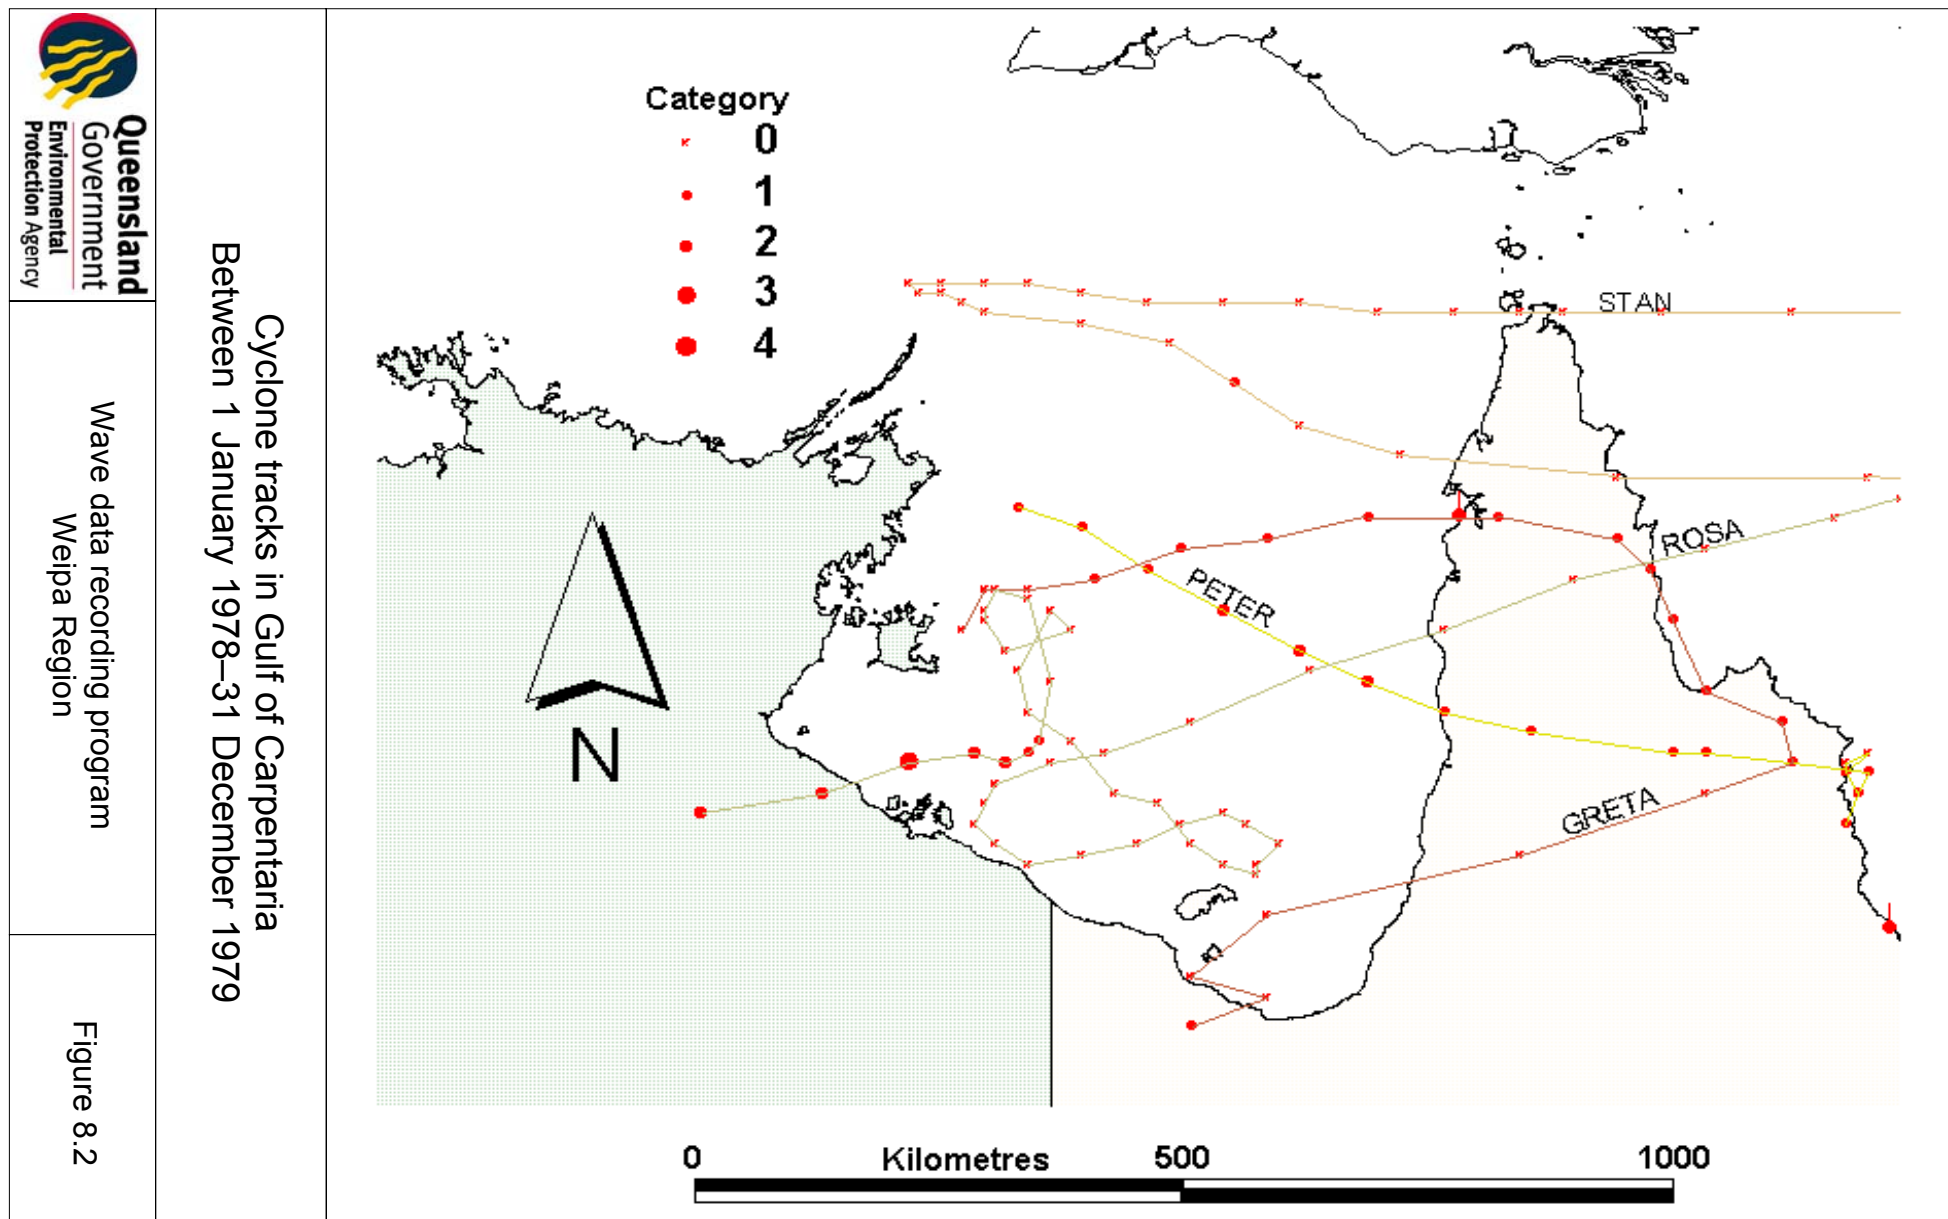 Queensland
Government
Environmental
Protection Agency
Cyclone tracks in Gulf of Carpentaria
Between 1 January 1978–31 December 1979
Wave data recording program
Weipa Region
Figure 8.2
Category
0
1
2
3
4
STAN
ROSA
PETER
GRETA
N
0 Kilometres 500 1000